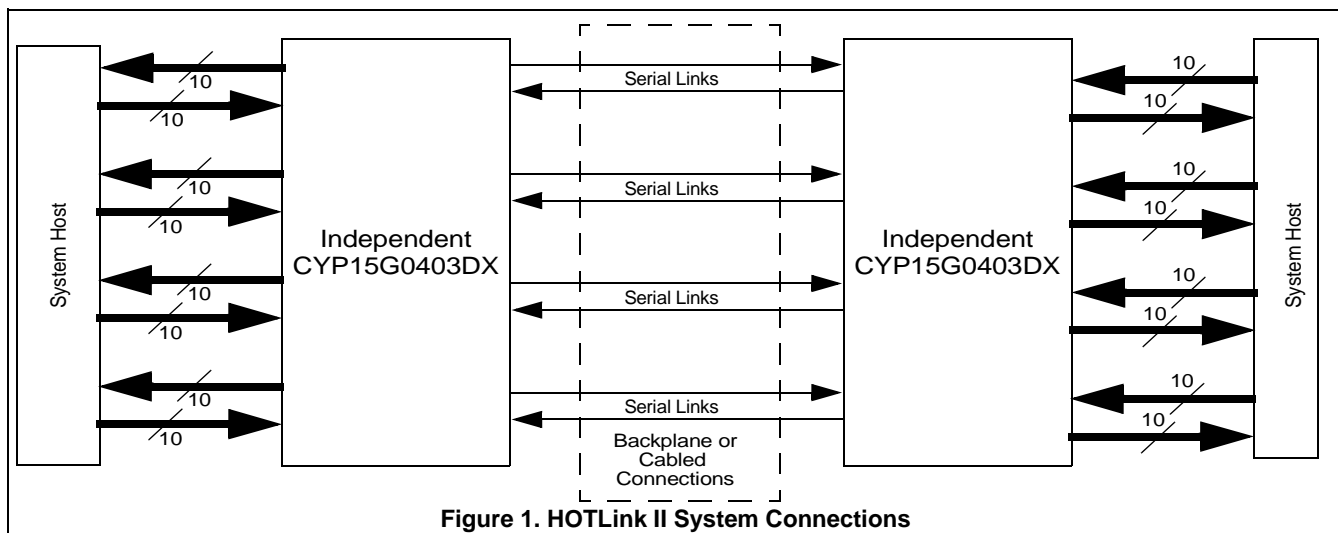 10
10
10
10
10
10
10
10
System Host
Independent
CYP15G0403DX
Serial Links
Serial Links
Serial Links
Serial Links
Backplane or
Cabled
Connections
Independent
CYP15G0403DX
10
10
10
10
10
10
10
10
System Host
Figure 1. HOTLink II System Connections